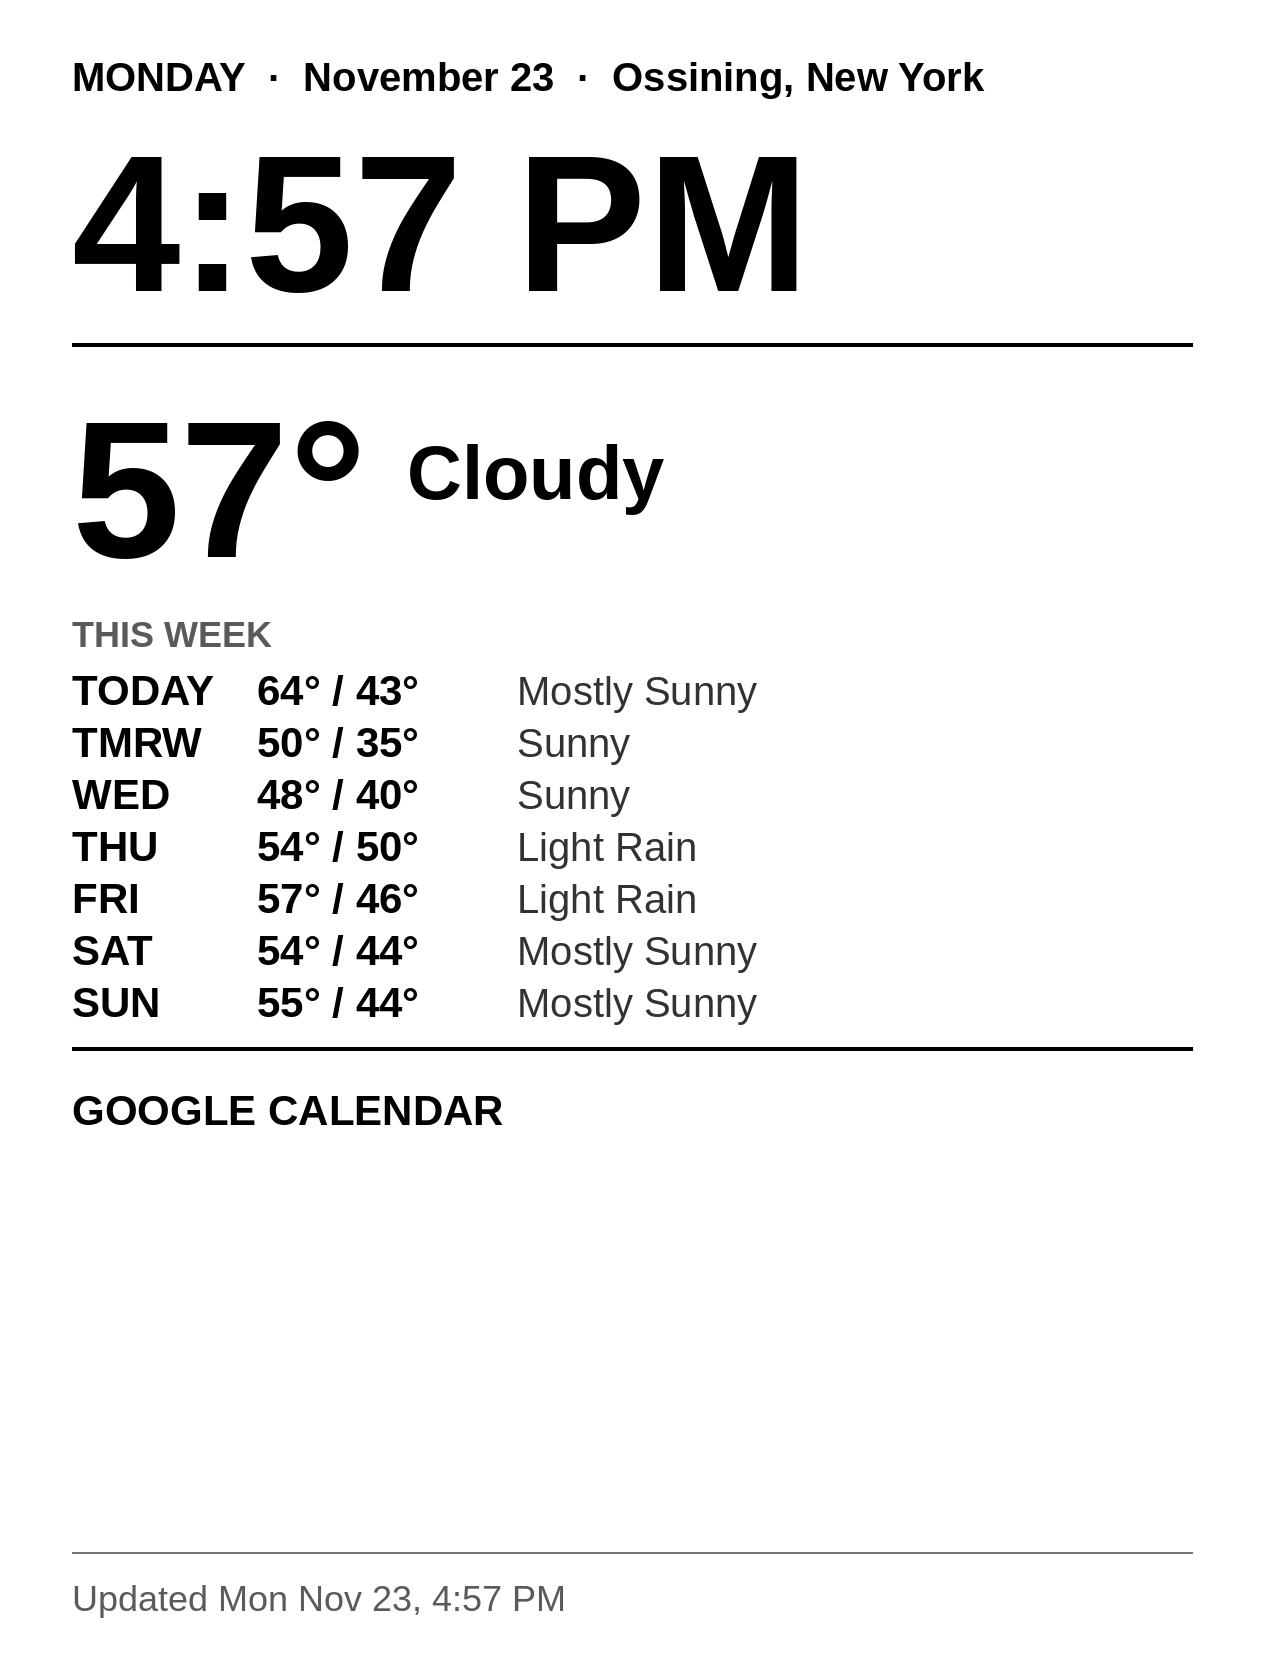 MONDAY · November 23 · Ossining, New York
4:57 PM
57° Cloudy
THIS WEEK
TODAY 64° / 43° Mostly Sunny
TMRW 50° / 35° Sunny
WED 48° / 40° Sunny
THU 54° / 50° Light Rain
FRI 57° / 46° Light Rain
SAT 54° / 44° Mostly Sunny
SUN 55° / 44° Mostly Sunny
GOOGLE CALENDAR
Updated Mon Nov 23, 4:57 PM